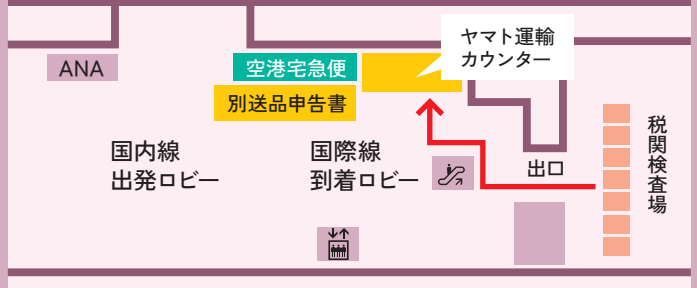 ヤマト運輸
カウンター
ANA
空港宅急便
別送品申告書
国内線
出発ロビー
国際線
到着ロビー
出口
税関検査場